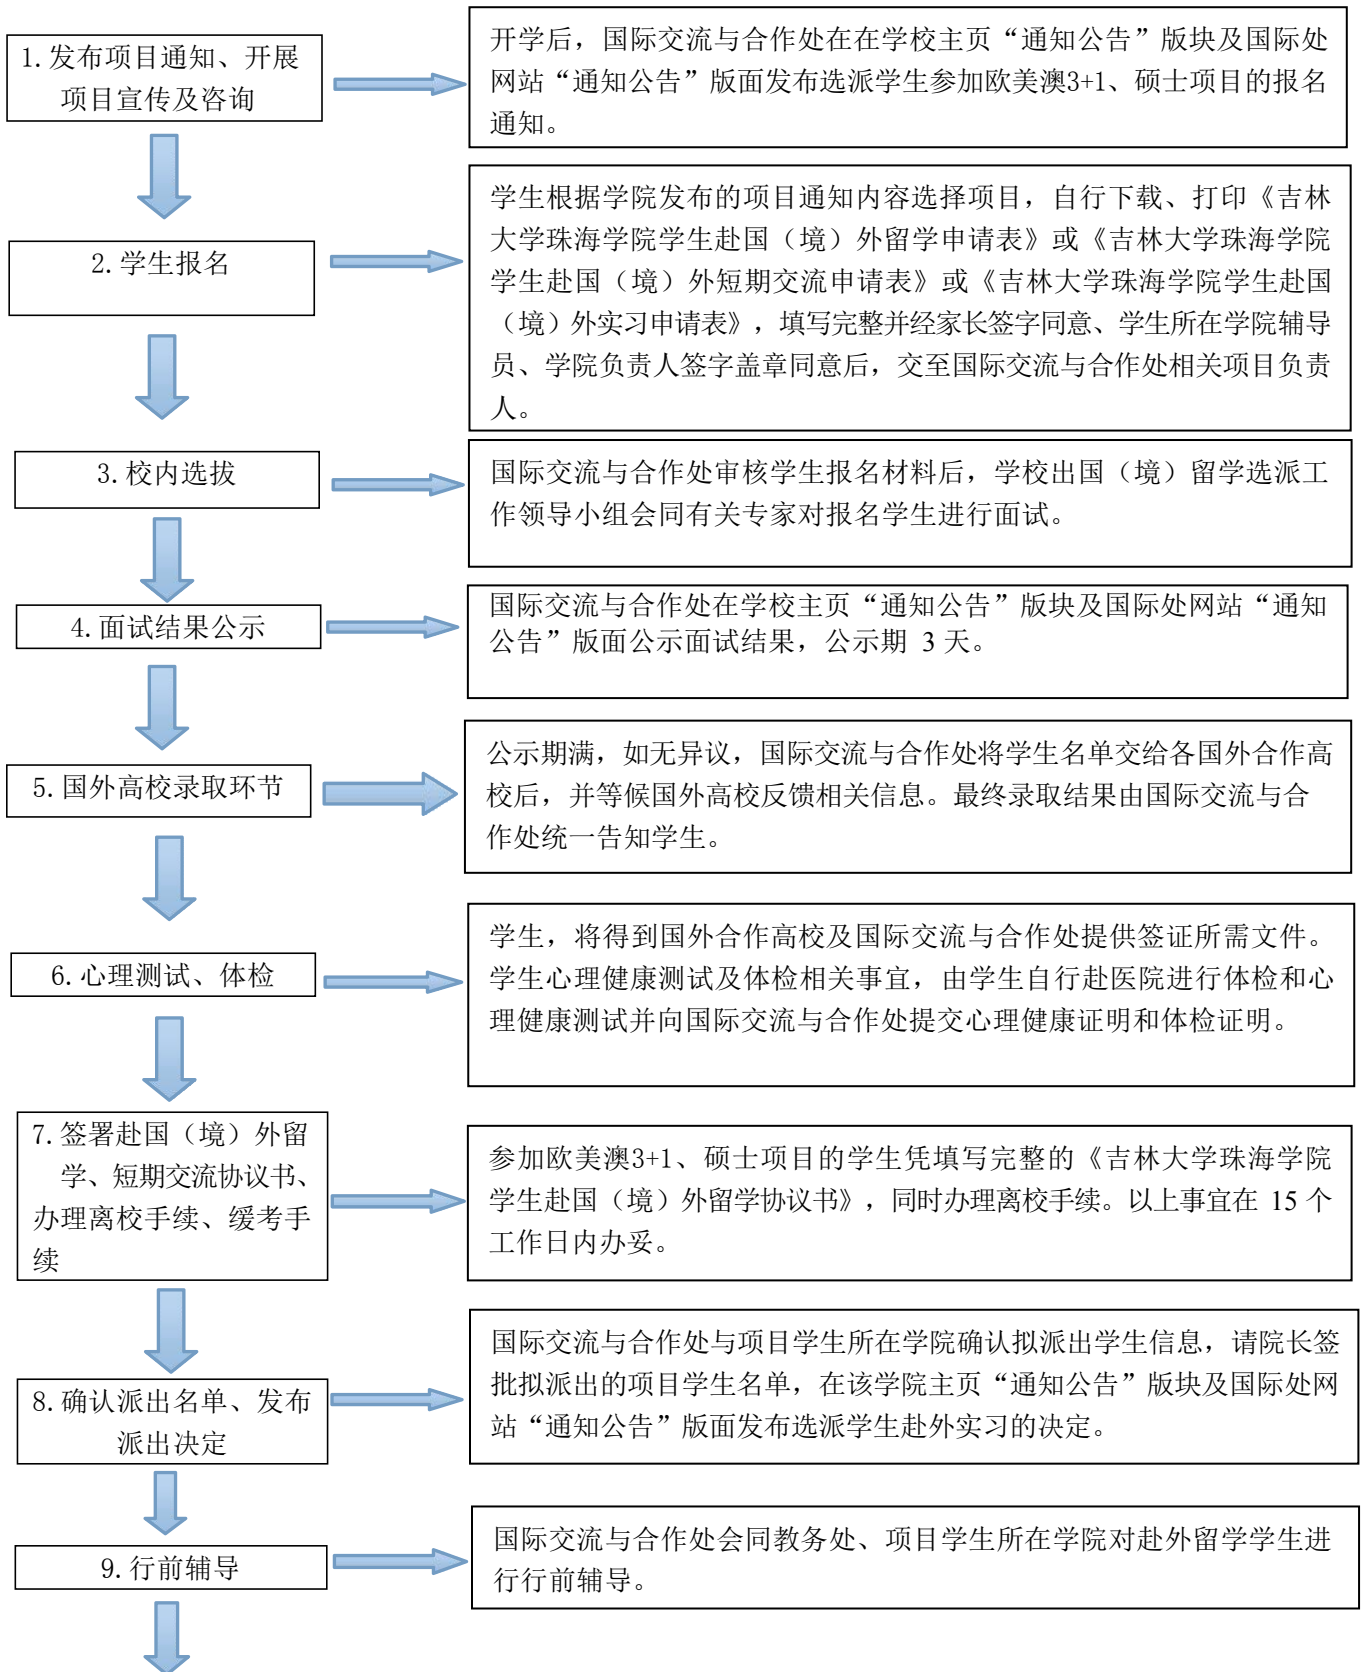 1.发布项目通知、开展
项目宣传及咨询
开学后，国际交流与合作处在在学校主页“通知公告”版块及国际处
网站“通知公告”版面发布选派学生参加欧美澳3+1、硕士项目的报名
通知。
2.学生报名
学生根据学院发布的项目通知内容选择项目，自行下载、打印《吉林
大学珠海学院学生赴国（境）外留学申请表》或《吉林大学珠海学院
学生赴国（境）外短期交流申请表》或《吉林大学珠海学院学生赴国
（境）外实习申请表》，填写完整并经家长签字同意、学生所在学院辅导
员、学院负责人签字盖章同意后，交至国际交流与合作处相关项目负责
人。
3.校内选拔
国际交流与合作处审核学生报名材料后，学校出国（境）留学选派工
作领导小组会同有关专家对报名学生进行面试。
4.面试结果公示
国际交流与合作处在学校主页“通知公告”版块及国际处网站“通知
公告”版面公示面试结果，公示期 3 天。
5.国外高校录取环节
公示期满，如无异议，国际交流与合作处将学生名单交给各国外合作高
校后，并等候国外高校反馈相关信息。最终录取结果由国际交流与合
作处统一告知学生。
6.心理测试、体检
学生，将得到国外合作高校及国际交流与合作处提供签证所需文件。
学生心理健康测试及体检相关事宜，由学生自行赴医院进行体检和心
理健康测试并向国际交流与合作处提交心理健康证明和体检证明。
7.签署赴国（境）外留
学、短期交流协议书、
办理离校手续、缓考手
续
参加欧美澳3+1、硕士项目的学生凭填写完整的《吉林大学珠海学院
学生赴国（境）外留学协议书》，同时办理离校手续。以上事宜在 15 个
工作日内办妥。
8.确认派出名单、发布
派出决定
国际交流与合作处与项目学生所在学院确认拟派出学生信息，请院长签
批拟派出的项目学生名单，在该学院主页“通知公告”版块及国际处网
站“通知公告”版面发布选派学生赴外实习的决定。
9.行前辅导
国际交流与合作处会同教务处、项目学生所在学院对赴外留学学生进
行行前辅导。